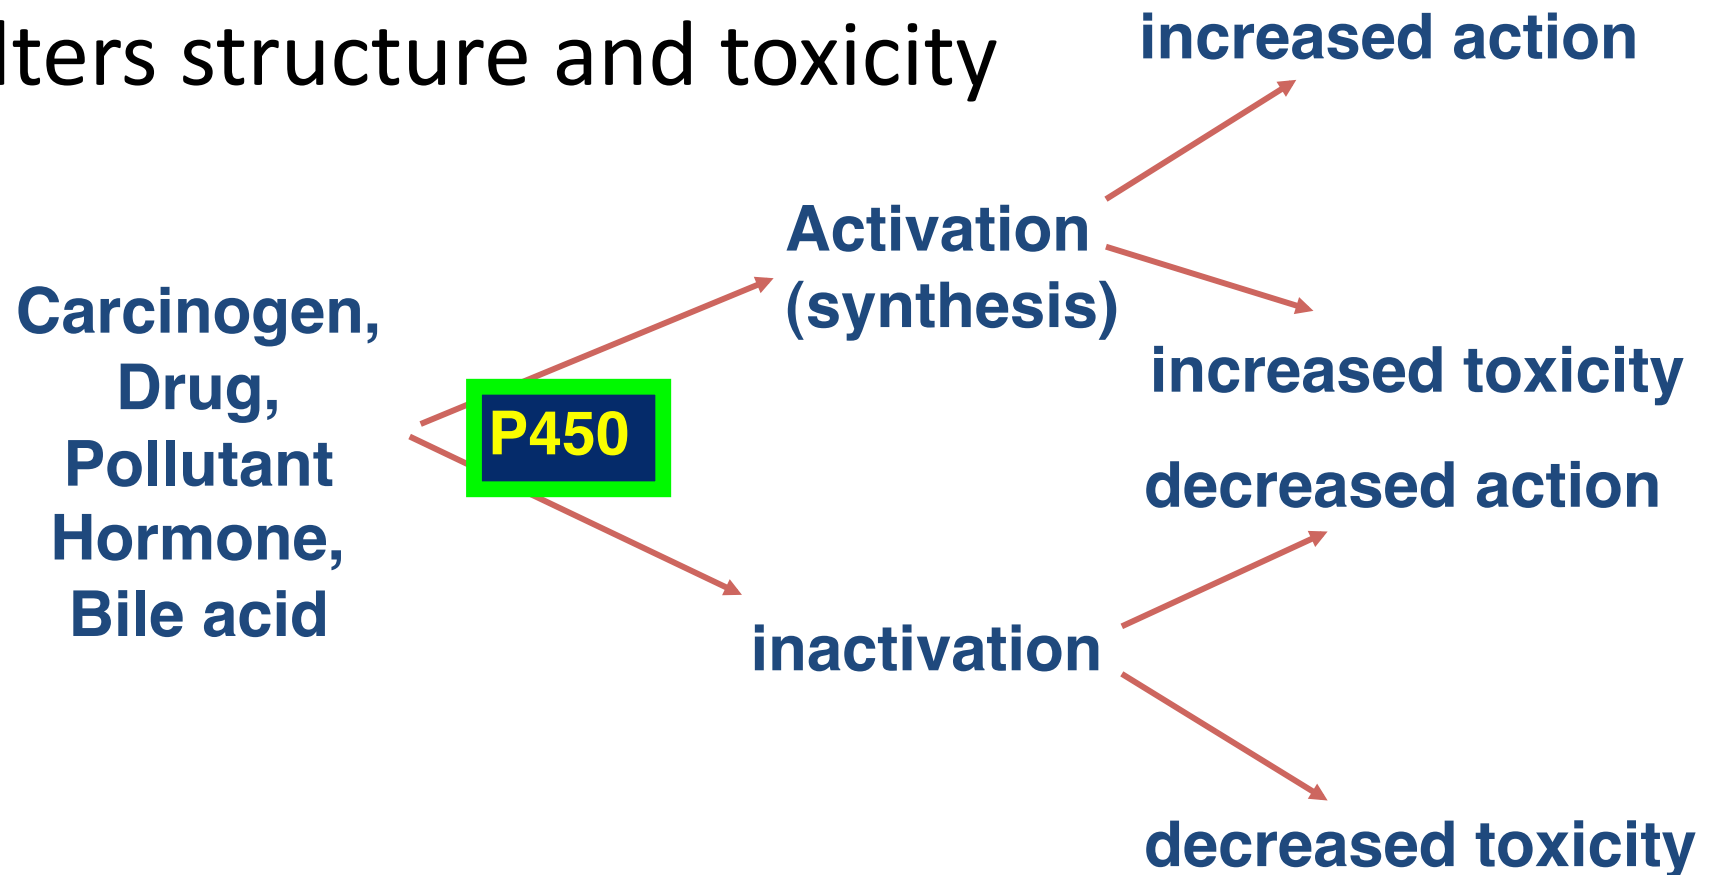 lters structure and toxicity
increased action
Activation
(synthesis)
Carcinogen,
Drug,
Pollutant
Hormone,
Bile acid
P450
increased toxicity
decreased action
inactivation
decreased toxicity